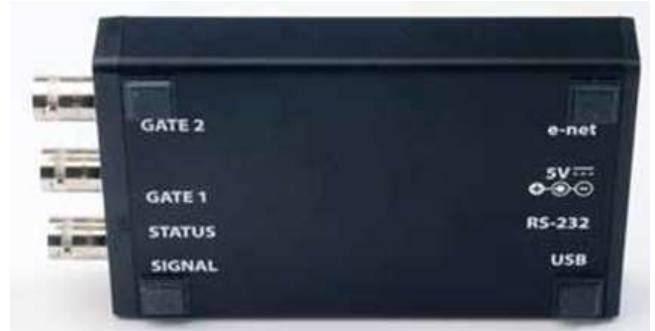 GATE 2
e-net
5V
GATE 1
RS-232
STATUS
SIGNAL
USB